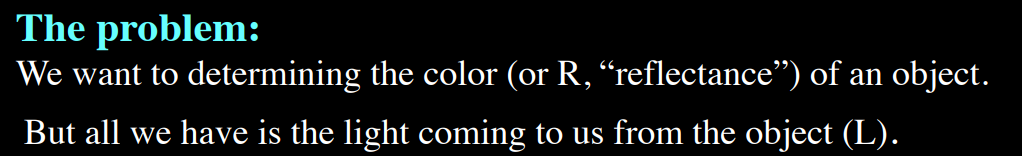 The problem:
We want to determining the color (or R, “reflectance”) of an object.
But all we have is the light coming to us from the object (L).